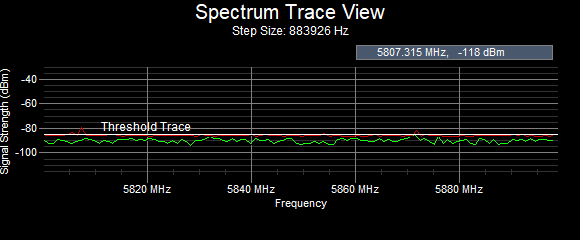 Spectrum Trace View
Step Size: 883926 Hz
5807.315 MHz, -118 dBm
Signal Strength (dBm)
-40
-60
-80
-100
Threshold Trace
5820 MHz
5840 MHz
5860 MHz
5880 MHz
Frequency